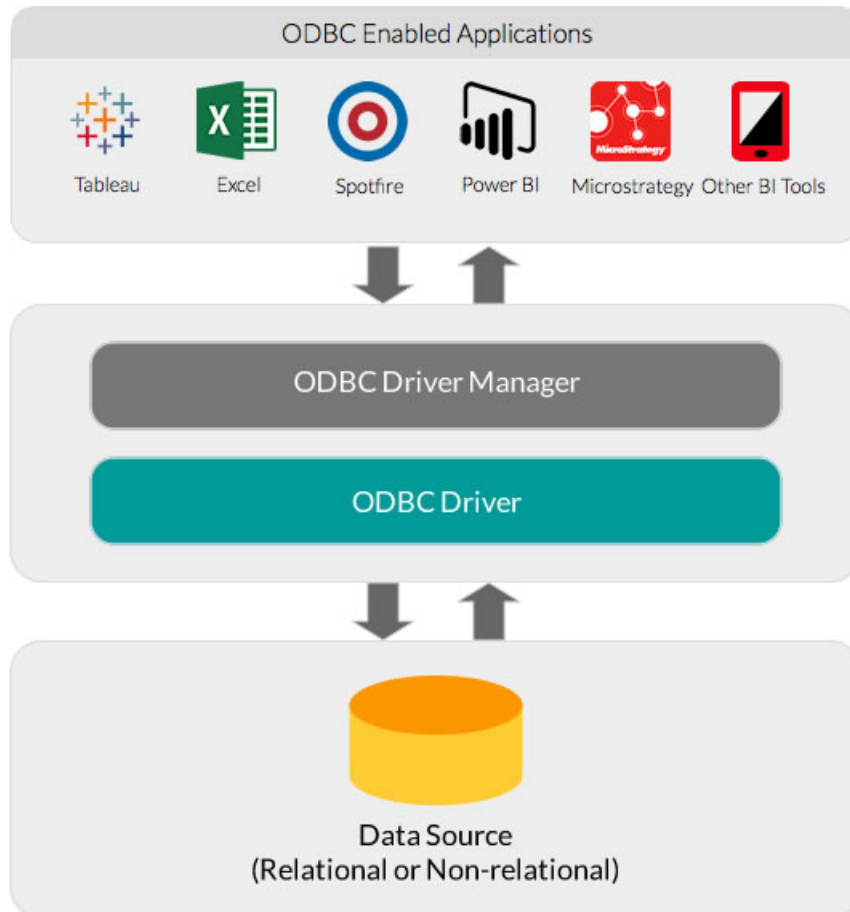 ODBC Enabled Applications
X
MicroStrategy
Tableau
Excel
Spotfire
Power BI
Microstrategy
Other BI Tools
ODBC Driver Manager
ODBC Driver
Data Source
(Relational or Non-relational)